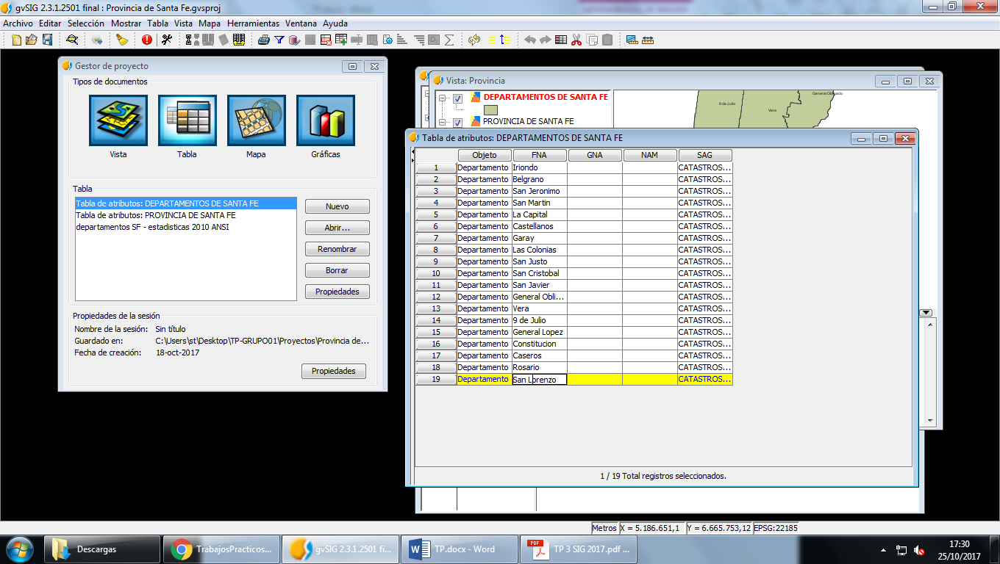 gvSIG 2.3.1.2501 final : Provincia de Santa Fe.gvsproj
Archivo Editar Selección Mostrar Tabla Vista Mapa Herramientas Ventana Ayuda
Gestor de proyecto
Tipos de documentos
Vista Tabla Mapa Gráficas
Tabla
Tabla de atributos: DEPARTAMENTOS DE SANTA FE
Tabla de atributos: PROVINCIA DE SANTA FE
departamentos SF - estadisticas 2010 ANSI
Nuevo
Abrir...
Renombrar
Borrar
Propiedades
Propiedades de la sesión
Nombre de la sesión: Sin título
Guardado en: C:\Users\st\Desktop\TP-GRUPO01\Proyectos\Provincia de...
Fecha de creación: 18-oct-2017
Propiedades
Vista: Provincia
DEPARTAMENTOS DE SANTA FE
PROVINCIA DE SANTA FE
General Obligado
9 de Julio
Vera
Tabla de atributos: DEPARTAMENTOS DE SANTA FE
Objeto FNA GNA NAM SAG
1 Departamento Iriondo CATASTROS...
2 Departamento Belgrano CATASTROS...
3 Departamento San Jeronimo CATASTROS...
4 Departamento San Martin CATASTROS...
5 Departamento La Capital CATASTROS...
6 Departamento Castellanos CATASTROS...
7 Departamento Garay CATASTROS...
8 Departamento Las Colonias CATASTROS...
9 Departamento San Justo CATASTROS...
10 Departamento San Cristobal CATASTROS...
11 Departamento San Javier CATASTROS...
12 Departamento General Obli... CATASTROS...
13 Departamento Vera CATASTROS...
14 Departamento 9 de Julio CATASTROS...
15 Departamento General Lopez CATASTROS...
16 Departamento Constitucion CATASTROS...
17 Departamento Caseros CATASTROS...
18 Departamento Rosario CATASTROS...
19 Departamento San Lorenzo CATASTROS...
1 / 19 Total registros seleccionados.
Metros X = 5.186.651,1 Y = 6.665.753,12 EPSG:22185
Descargas TrabajosPracticos... gvSIG 2.3.1.2501 fi... TP.docx - Word PDF TP 3 SIG 2017.pdf ...
17:30
25/10/2017